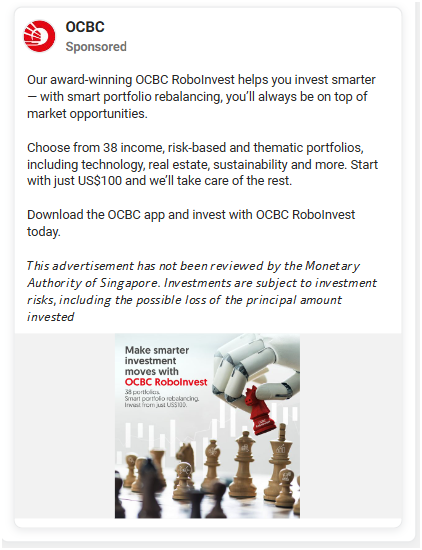 OCBC
Sponsored
Our award-winning OCBC RoboInvest helps you invest smarter
— with smart portfolio rebalancing, you'll always be on top of
market opportunities.
Choose from 38 income, risk-based and thematic portfolios,
including technology, real estate, sustainability and more. Start
with just US$100 and we'll take care of the rest.
Download the OCBC app and invest with OCBC RoboInvest
today.
This advertisement has not been reviewed by the Monetary
Authority of Singapore. Investments are subject to investment
risks, including the possible loss of the principal amount
invested
Make smarter
investment
moves with
OCBC RoboInvest
38 portfolios.
Smart portfolio rebalancing.
Invest from just US$100.